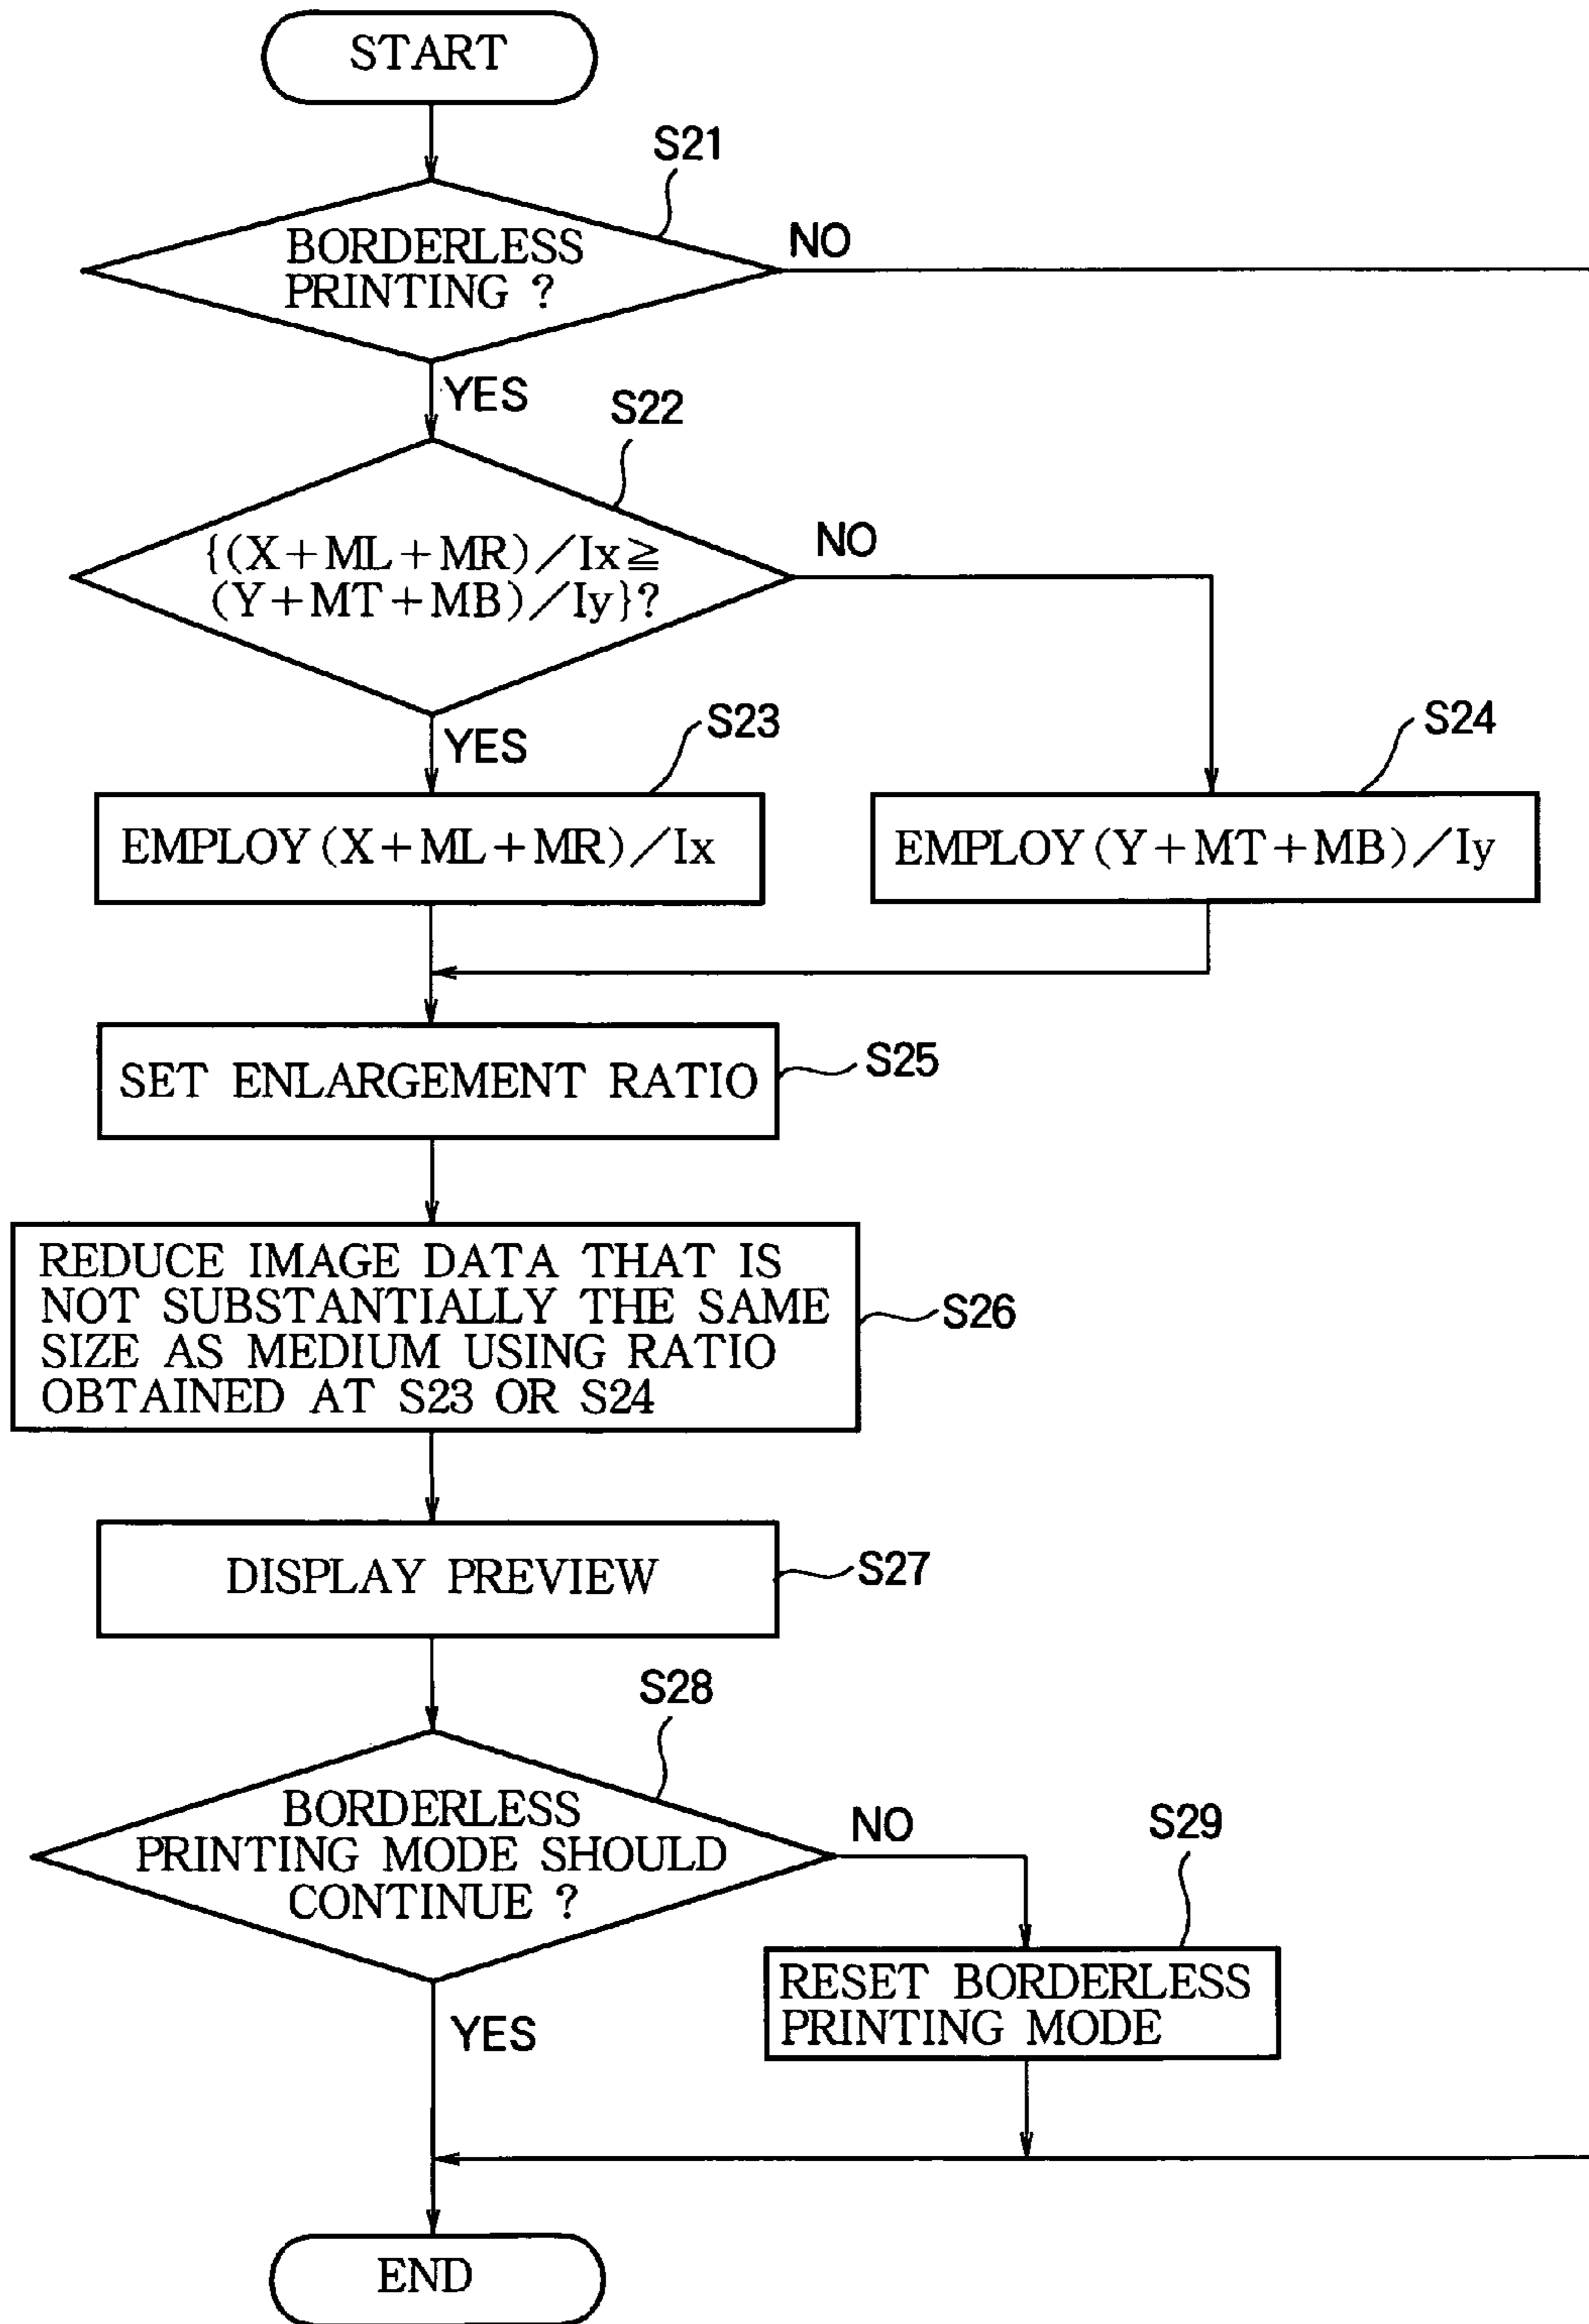 START
S21
BORDERLESS
PRINTING ?
NO
YES
S22
{(X+ML+MR)/Ix≧
(Y+MT+MB)/Iy}?
NO
YES
S23
EMPLOY(X+ML+MR)/Ix
S24
EMPLOY(Y+MT+MB)/Iy
SET ENLARGEMENT RATIO
S25
REDUCE IMAGE DATA THAT IS
NOT SUBSTANTIALLY THE SAME
SIZE AS MEDIUM USING RATIO
OBTAINED AT S23 OR S24
S26
DISPLAY PREVIEW
S27
S28
BORDERLESS
PRINTING MODE SHOULD
CONTINUE ?
NO
YES
S29
RESET BORDERLESS
PRINTING MODE
END